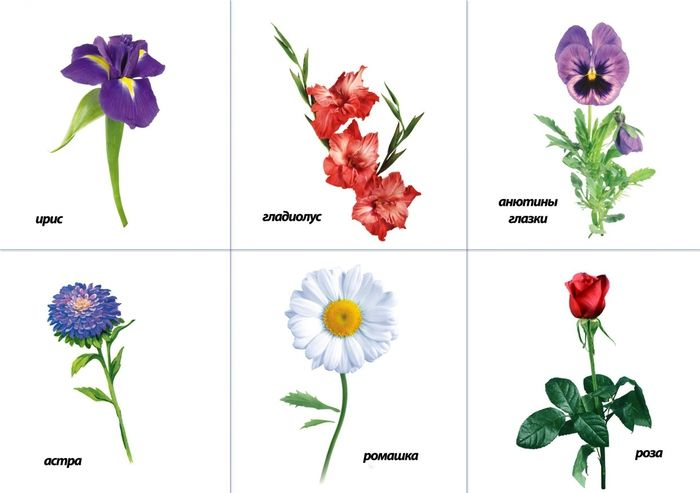 ирис
гладиолус
анютины
глазки
астра
ромашка
роза